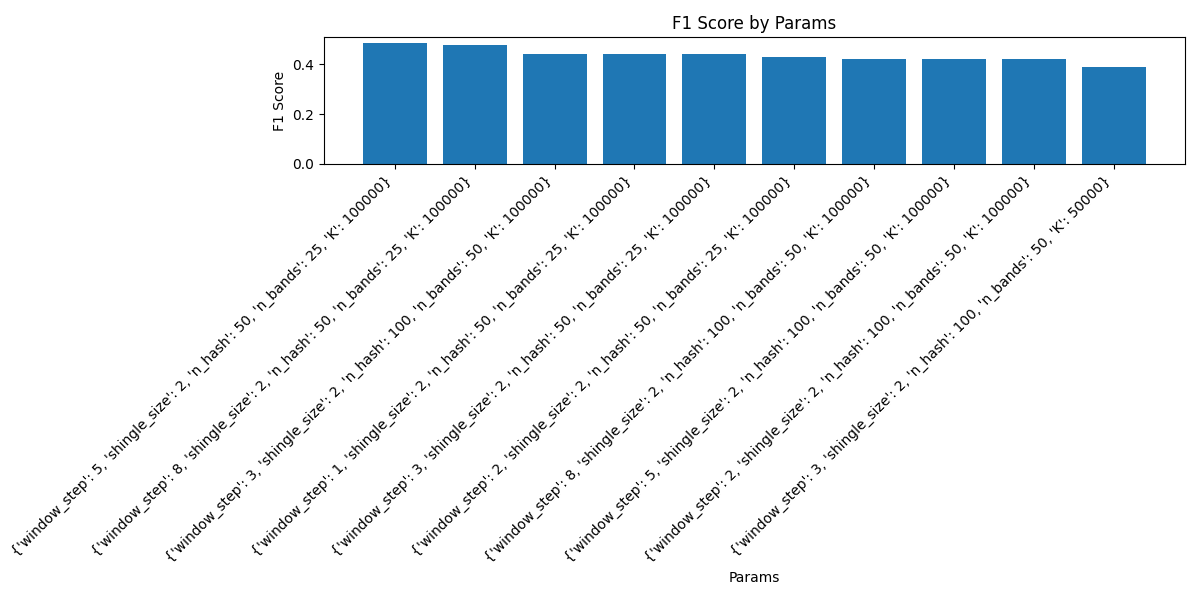 F1 Score by Params
F1 Score
0.4
0.2
0.0
{'window_step': 5, 'shingle_size': 2, 'n_hash': 50, 'n_bands': 25, 'K': 100000}
{'window_step': 8, 'shingle_size': 2, 'n_hash': 50, 'n_bands': 25, 'K': 100000}
{'window_step': 3, 'shingle_size': 2, 'n_hash': 100, 'n_bands': 50, 'K': 100000}
{'window_step': 1, 'shingle_size': 2, 'n_hash': 50, 'n_bands': 25, 'K': 100000}
{'window_step': 3, 'shingle_size': 2, 'n_hash': 50, 'n_bands': 25, 'K': 100000}
{'window_step': 2, 'shingle_size': 2, 'n_hash': 50, 'n_bands': 25, 'K': 100000}
{'window_step': 8, 'shingle_size': 2, 'n_hash': 100, 'n_bands': 50, 'K': 100000}
{'window_step': 5, 'shingle_size': 2, 'n_hash': 100, 'n_bands': 50, 'K': 100000}
{'window_step': 2, 'shingle_size': 2, 'n_hash': 100, 'n_bands': 50, 'K': 100000}
{'window_step': 3, 'shingle_size': 2, 'n_hash': 100, 'n_bands': 50, 'K': 50000}
Params